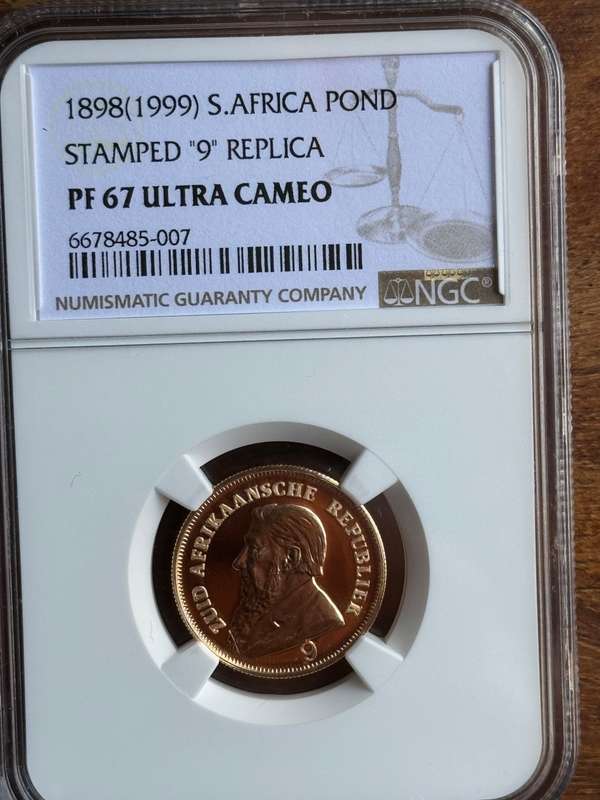 1898(1999) S.AFRICA POND
STAMPED "9" REPLICA
PF 67 ULTRA CAMEO
6678485-007
NUMISMATIC GUARANTY COMPANY
NGC®
ZUID AFRIKAANSCHE REPUBLIEK
9